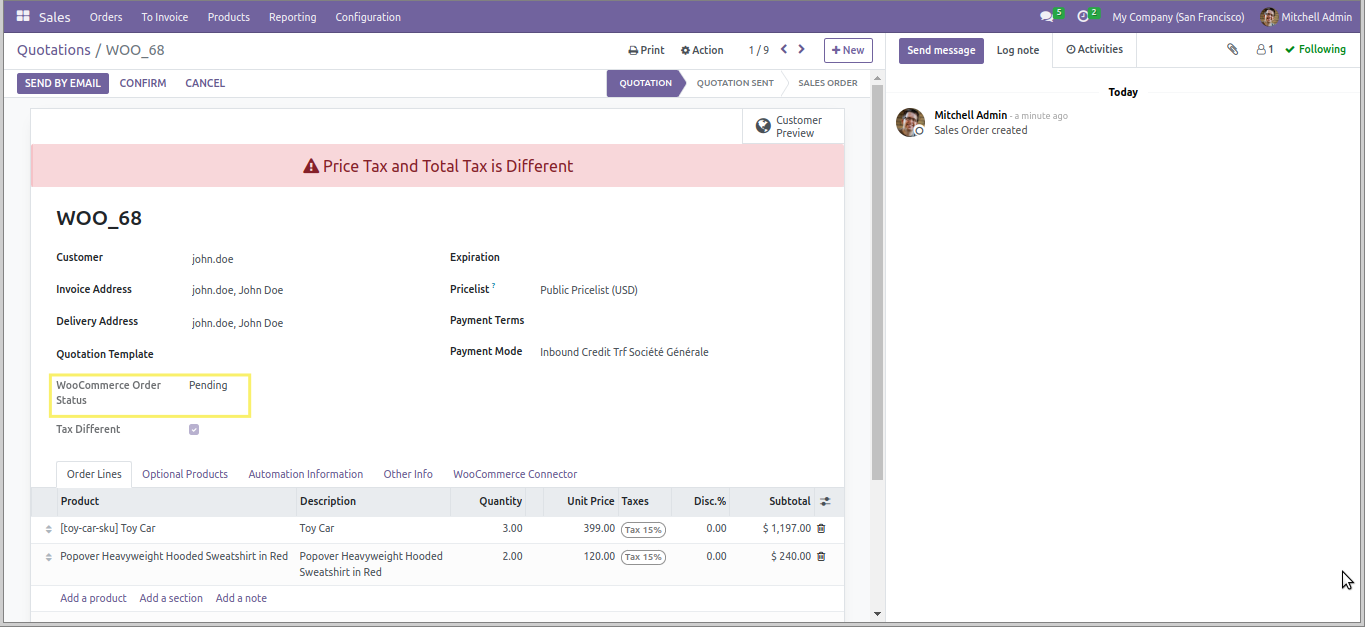 Sales Orders To Invoice Products Reporting Configuration 5 2 My Company (San Francisco) Mitchell Admin
Quotations / WOO_68 Print Action 1 / 9 New
SEND BY EMAIL CONFIRM CANCEL QUOTATION QUOTATION SENT SALES ORDER
Customer
Preview
Price Tax and Total Tax is Different
WOO_68
Customer john.doe
Expiration
Invoice Address john.doe, John Doe
Pricelist ? Public Pricelist (USD)
Delivery Address john.doe, John Doe
Payment Terms
Quotation Template
Payment Mode Inbound Credit Trf Société Générale
WooCommerce Order
Status
Pending
Tax Different
Order Lines Optional Products Automation Information Other Info WooCommerce Connector
Product Description Quantity Unit Price Taxes Disc.% Subtotal
[toy-car-sku] Toy Car Toy Car 3.00 399.00 Tax 15% 0.00 $ 1,197.00
Popover Heavyweight Hooded Sweatshirt in Red Popover Heavyweight Hooded 2.00 120.00 Tax 15% 0.00 $ 240.00
Sweatshirt in Red
Add a product Add a section Add a note
Send message Log note Activities 1 Following
Today
Mitchell Admin - a minute ago
Sales Order created